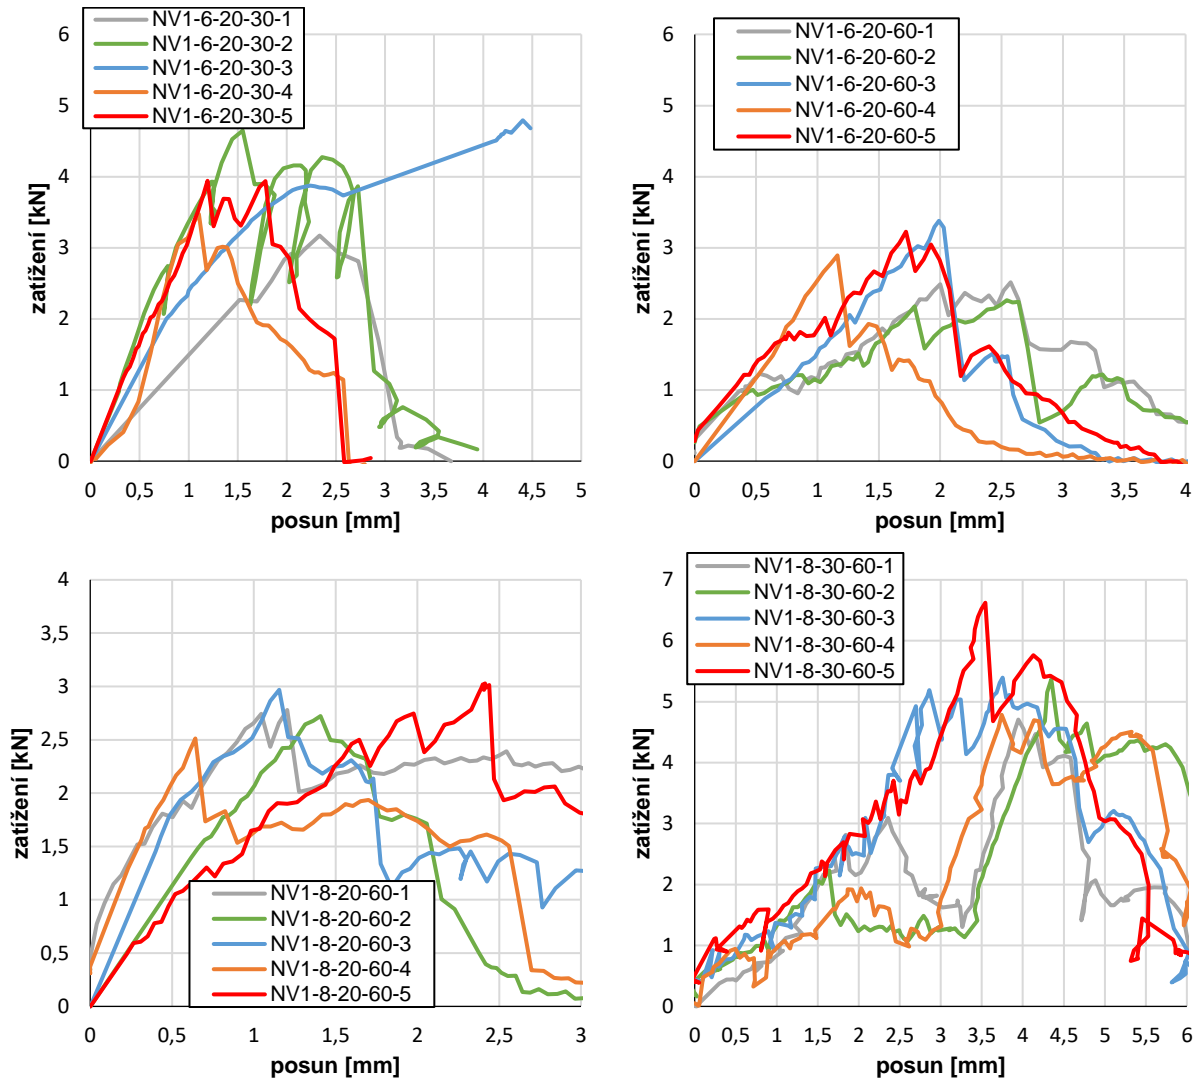 NV1-6-20-30-1
NV1-6-20-30-2
NV1-6-20-30-3
NV1-6-20-30-4
NV1-6-20-30-5
6
5
4
3
2
1
0
zatížení [kN]
0 0,5 1 1,5 2 2,5 3 3,5 4 4,5 5
posun [mm]
NV1-6-20-60-1
NV1-6-20-60-2
NV1-6-20-60-3
NV1-6-20-60-4
NV1-6-20-60-5
6
5
4
3
2
1
0
zatížení [kN]
0 0,5 1 1,5 2 2,5 3 3,5 4
posun [mm]
4
3,5
3
2,5
2
1,5
1
0,5
0
zatížení [kN]
NV1-8-20-60-1
NV1-8-20-60-2
NV1-8-20-60-3
NV1-8-20-60-4
NV1-8-20-60-5
0 0,5 1 1,5 2 2,5 3
posun [mm]
NV1-8-30-60-1
NV1-8-30-60-2
NV1-8-30-60-3
NV1-8-30-60-4
NV1-8-30-60-5
7
6
5
4
3
2
1
0
zatížení [kN]
0 0,5 1 1,5 2 2,5 3 3,5 4 4,5 5 5,5 6
posun [mm]